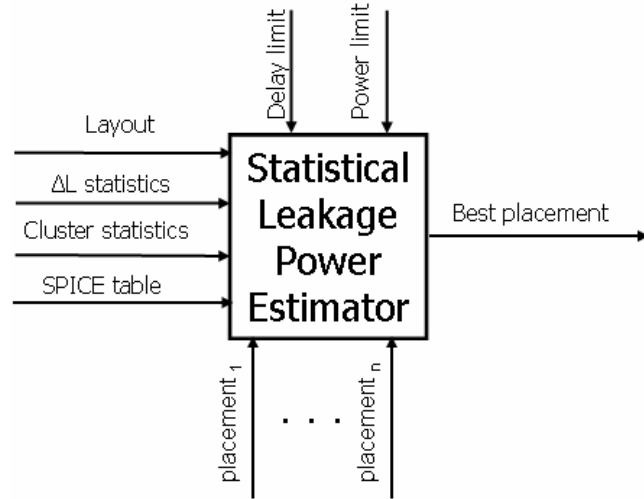 Delay limit
Power limit
Layout
ΔL statistics
Cluster statistics
SPICE table
Statistical
Leakage
Power
Estimator
Best placement
placement 1
. . .
placement n